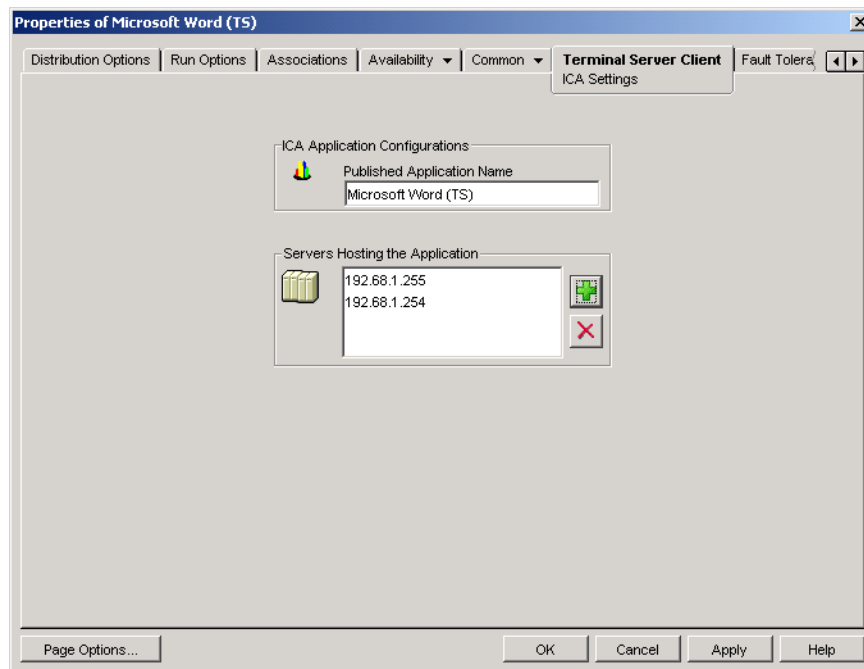 Properties of Microsoft Word (TS)
Distribution Options Run Options Associations Availability Common Terminal Server Client Fault Tolera
ICA Settings
ICA Application Configurations
Published Application Name
Microsoft Word (TS)
Servers Hosting the Application
192.68.1.255
192.68.1.254
Page Options... OK Cancel Apply Help